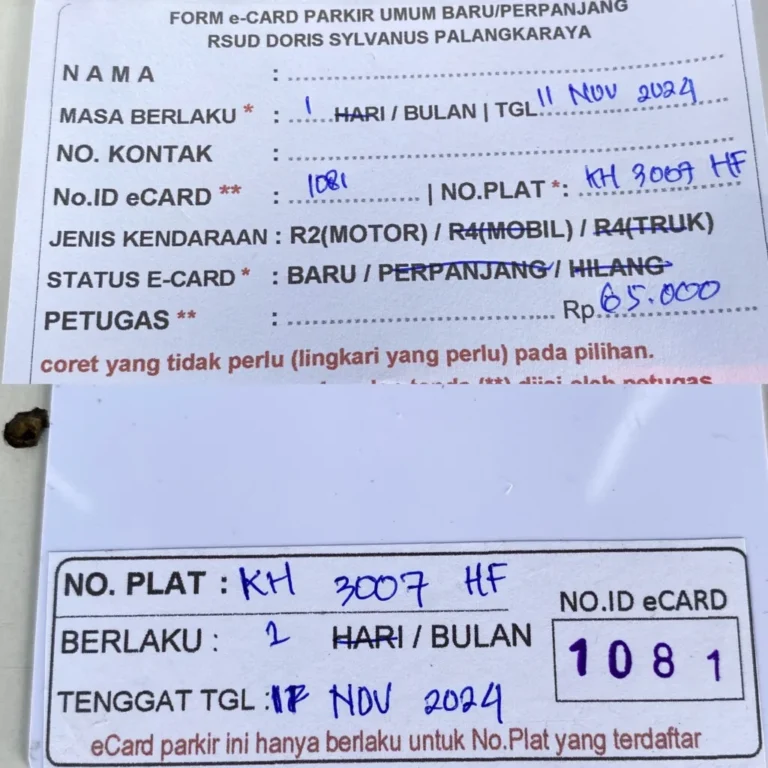 FORM e-CARD PARKIR UMUM BARU/PERPANJANG
RSUD DORIS SYLVANUS PALANGKARAYA
NAMA :
MASA BERLAKU * : 1 HARI / BULAN | TGL 11 NOV 2024
NO. KONTAK :
No.ID eCARD ** : 1081 | NO.PLAT *: KH 3007 HF
JENIS KENDARAAN : R2(MOTOR) / R4(MOBIL) / R4(TRUK)
STATUS E-CARD * : BARU / PERPANJANG / HILANG
PETUGAS ** : Rp. 65.000
coret yang tidak perlu (lingkari yang perlu) pada pilihan.
(**) diisi oleh petugas
NO. PLAT : KH 3007 HF
BERLAKU : 1 HARI / BULAN
NO.ID eCARD
1081
TENGGAT TGL : NOV 2024
eCard parkir ini hanya berlaku untuk No.Plat yang terdaftar